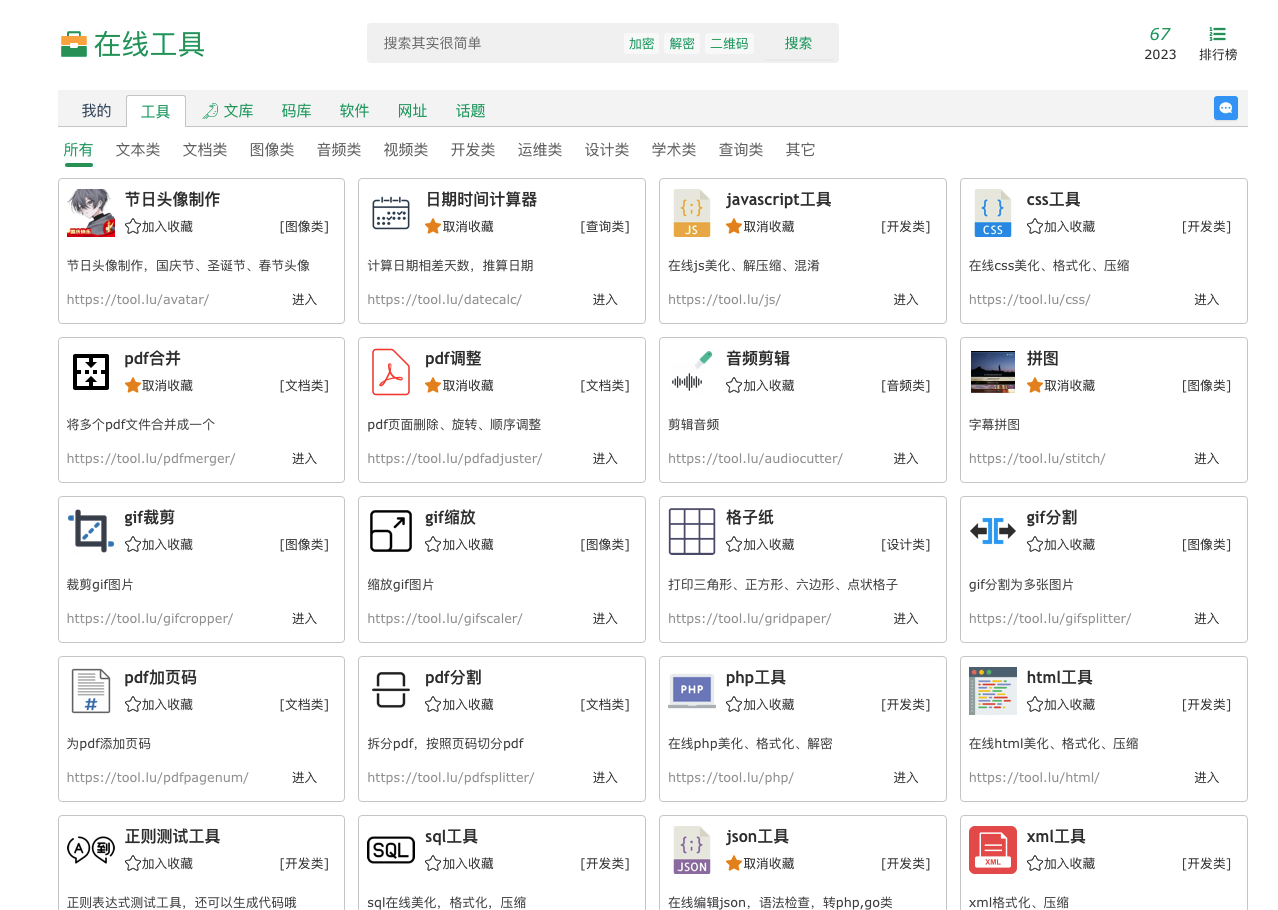 在线工具
搜索其实很简单 加密 解密 二维码 搜索
67
2023
排行榜
我的 工具 文库 码库 软件 网址 话题
所有 文本类 文档类 图像类 音频类 视频类 开发类 运维类 设计类 学术类 查询类 其它
节日头像制作
加入收藏 [图像类]
节日头像制作，国庆节、圣诞节、春节头像
https://tool.lu/avatar/ 进入
日期时间计算器
取消收藏 [查询类]
计算日期相差天数，推算日期
https://tool.lu/datecalc/ 进入
JS
javascript工具
取消收藏 [开发类]
在线js美化、解压缩、混淆
https://tool.lu/js/ 进入
CSS
css工具
加入收藏 [开发类]
在线css美化、格式化、压缩
https://tool.lu/css/ 进入
pdf合并
取消收藏 [文档类]
将多个pdf文件合并成一个
https://tool.lu/pdfmerger/ 进入
pdf调整
取消收藏 [文档类]
pdf页面删除、旋转、顺序调整
https://tool.lu/pdfadjuster/ 进入
音频剪辑
加入收藏 [音频类]
剪辑音频
https://tool.lu/audiocutter/ 进入
拼图
取消收藏 [图像类]
字幕拼图
https://tool.lu/stitch/ 进入
gif裁剪
加入收藏 [图像类]
裁剪gif图片
https://tool.lu/gifcropper/ 进入
gif缩放
加入收藏 [图像类]
缩放gif图片
https://tool.lu/gifscaler/ 进入
格子纸
加入收藏 [设计类]
打印三角形、正方形、六边形、点状格子
https://tool.lu/gridpaper/ 进入
gif分割
加入收藏 [图像类]
gif分割为多张图片
https://tool.lu/gifsplitter/ 进入
#
pdf加页码
加入收藏 [文档类]
为pdf添加页码
https://tool.lu/pdfpagenum/ 进入
pdf分割
加入收藏 [文档类]
拆分pdf，按照页码切分pdf
https://tool.lu/pdfsplitter/ 进入
PHP
php工具
加入收藏 [开发类]
在线php美化、格式化、解密
https://tool.lu/php/ 进入
html工具
加入收藏 [开发类]
在线html美化、格式化、压缩
https://tool.lu/html/ 进入
A 到
正则测试工具
加入收藏 [开发类]
正则表达式测试工具，还可以生成代码哦
SQL
sql工具
加入收藏 [开发类]
sql在线美化，格式化，压缩
JSON
json工具
取消收藏 [开发类]
在线编辑json，语法检查，转php,go类
XML
xml工具
加入收藏 [开发类]
xml格式化、压缩